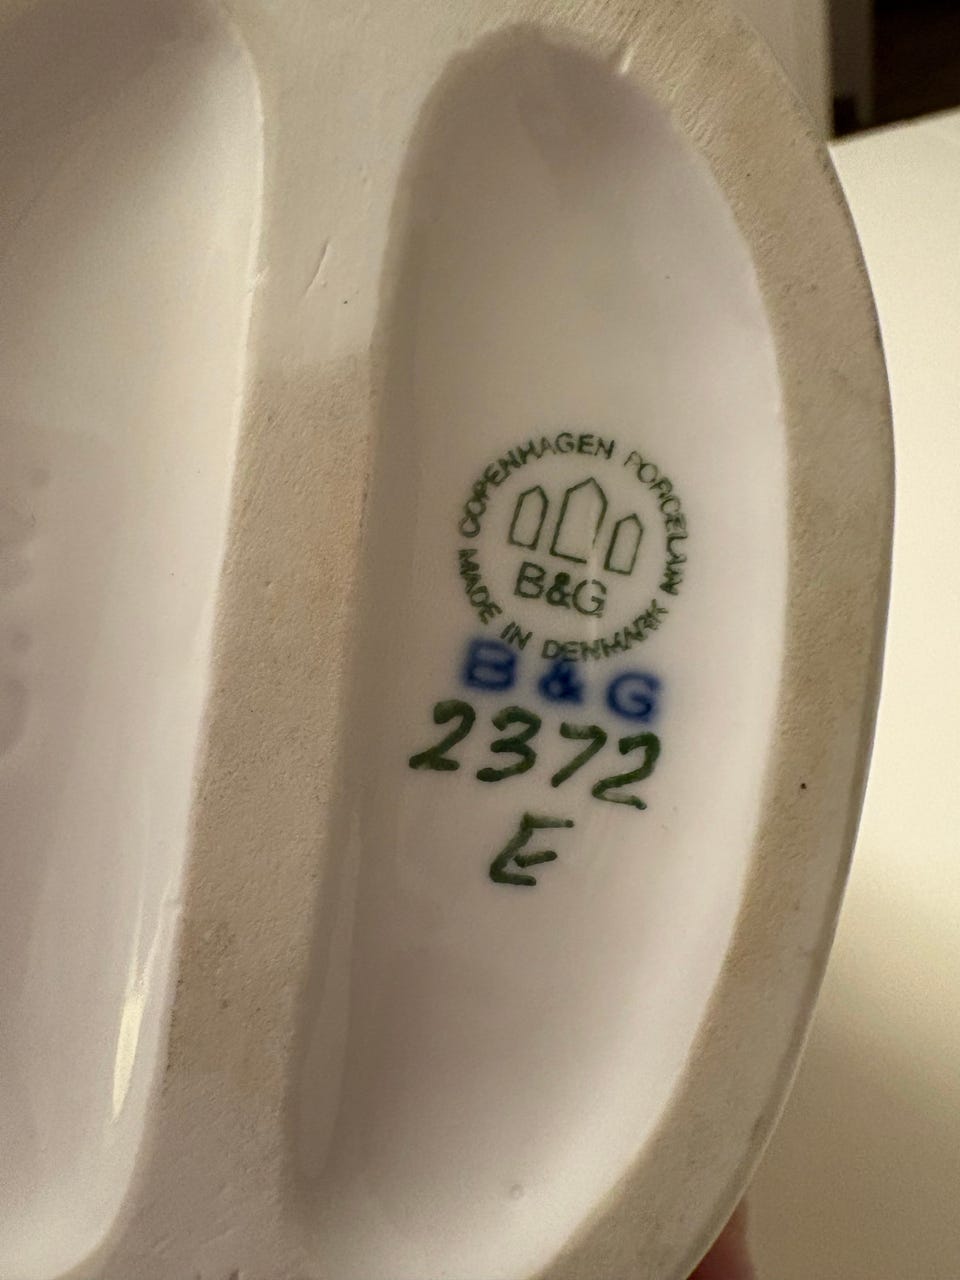 COPENHAGEN PORCELAIN
B&G
MADE IN DENMARK
B & G
2372
E